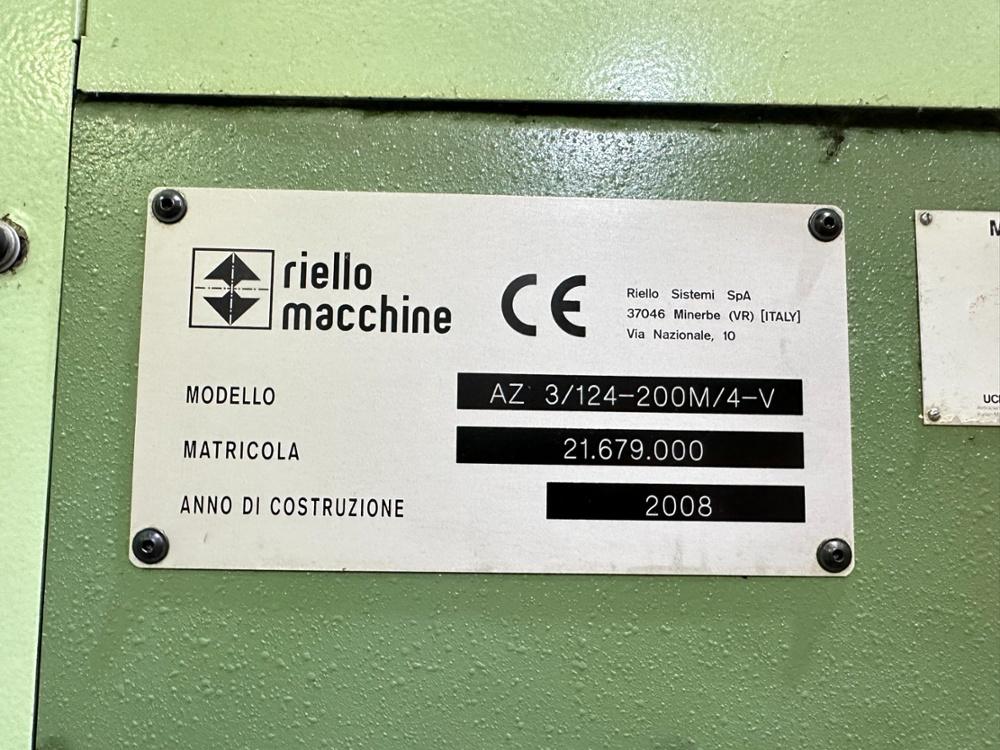 riello
macchine
CE
Riello Sistemi SpA
37046 Minerbe (VR) [ITALY]
Via Nazionale, 10
MODELLO AZ 3/124-200M/4-V
MATRICOLA 21.679.000
ANNO DI COSTRUZIONE 2008